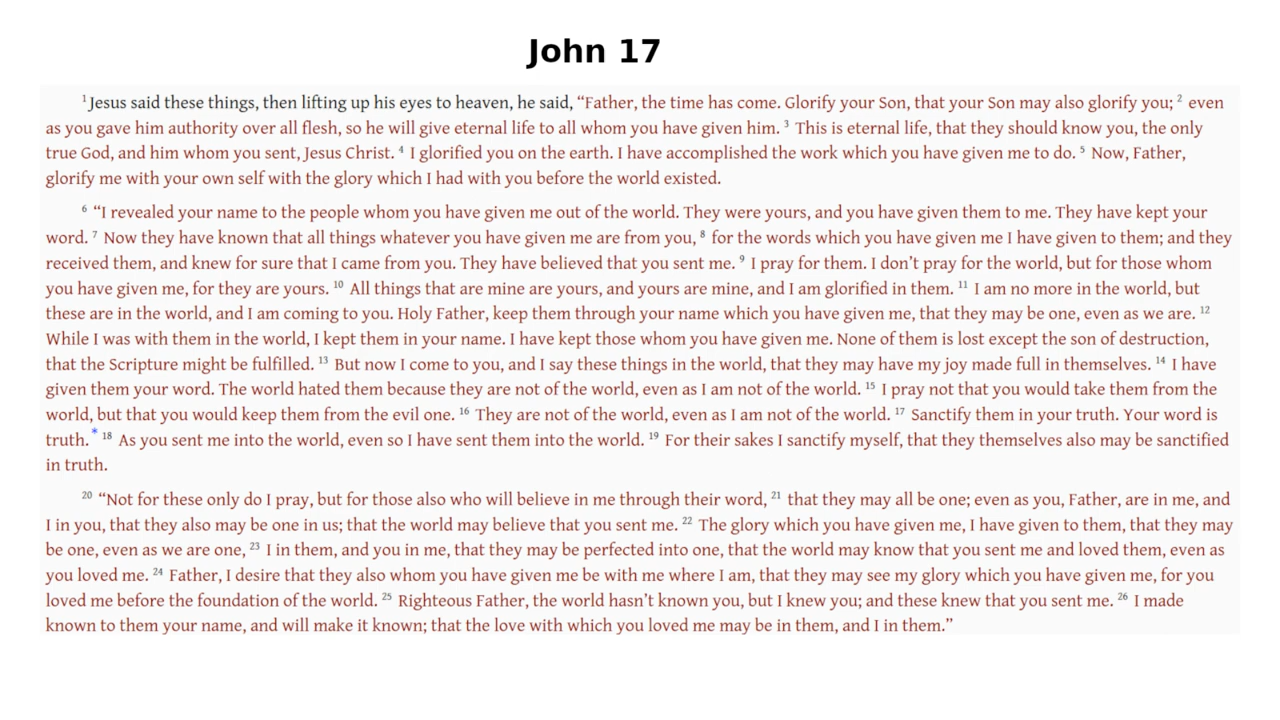 John 17
1Jesus said these things, then lifting up his eyes to heaven, he said, “Father, the time has come. Glorify your Son, that your Son may also glorify you; 2 even
as you gave him authority over all flesh, so he will give eternal life to all whom you have given him. 3 This is eternal life, that they should know you, the only
true God, and him whom you sent, Jesus Christ. 4 I glorified you on the earth. I have accomplished the work which you have given me to do. 5 Now, Father,
glorify me with your own self with the glory which I had with you before the world existed.
6 “I revealed your name to the people whom you have given me out of the world. They were yours, and you have given them to me. They have kept your
word. 7 Now they have known that all things whatever you have given me are from you, 8 for the words which you have given me I have given to them; and they
received them, and knew for sure that I came from you. They have believed that you sent me. 9 I pray for them. I don’t pray for the world, but for those whom
you have given me, for they are yours. 10 All things that are mine are yours, and yours are mine, and I am glorified in them. 11 I am no more in the world, but
these are in the world, and I am coming to you. Holy Father, keep them through your name which you have given me, that they may be one, even as we are. 12
While I was with them in the world, I kept them in your name. I have kept those whom you have given me. None of them is lost except the son of destruction,
that the Scripture might be fulfilled. 13 But now I come to you, and I say these things in the world, that they may have my joy made full in themselves. 14 I have
given them your word. The world hated them because they are not of the world, even as I am not of the world. 15 I pray not that you would take them from the
world, but that you would keep them from the evil one. 16 They are not of the world, even as I am not of the world. 17 Sanctify them in your truth. Your word is
truth.* 18 As you sent me into the world, even so I have sent them into the world. 19 For their sakes I sanctify myself, that they themselves also may be sanctified
in truth.
20 “Not for these only do I pray, but for those also who will believe in me through their word, 21 that they may all be one; even as you, Father, are in me, and
I in you, that they also may be one in us; that the world may believe that you sent me. 22 The glory which you have given me, I have given to them, that they may
be one, even as we are one, 23 I in them, and you in me, that they may be perfected into one, that the world may know that you sent me and loved them, even as
you loved me. 24 Father, I desire that they also whom you have given me be with me where I am, that they may see my glory which you have given me, for you
loved me before the foundation of the world. 25 Righteous Father, the world hasn’t known you, but I knew you; and these knew that you sent me. 26 I made
known to them your name, and will make it known; that the love with which you loved me may be in them, and I in them.”